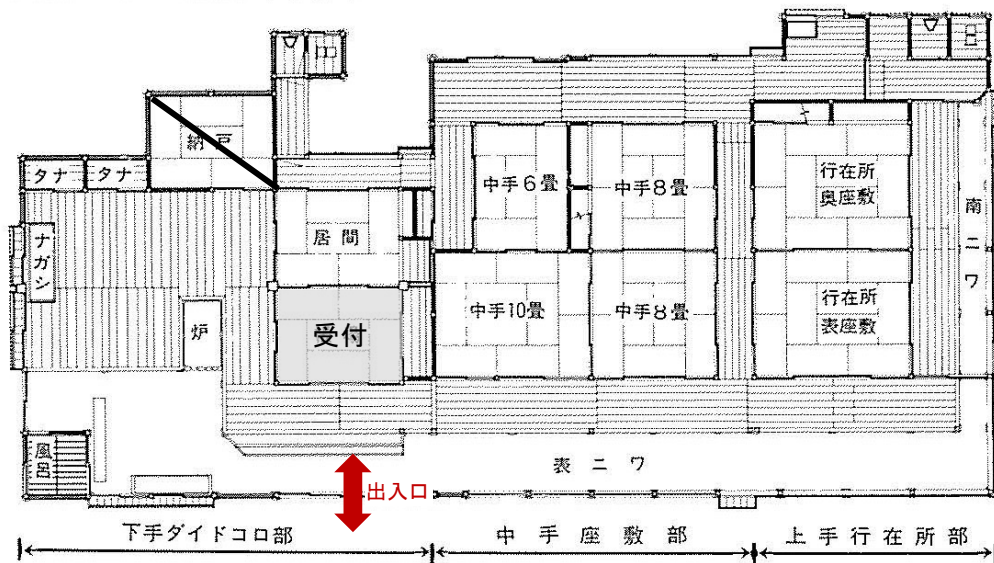 納戸
タナ
タナ
ナガシ
居間
受付
炉
風呂
中手6畳
中手8畳
中手10畳
中手8畳
行在所
奥座敷
行在所
表座敷
南ニワ
表ニワ
出入口
下手ダイドコロ部
中手座敷部
上手行在所部